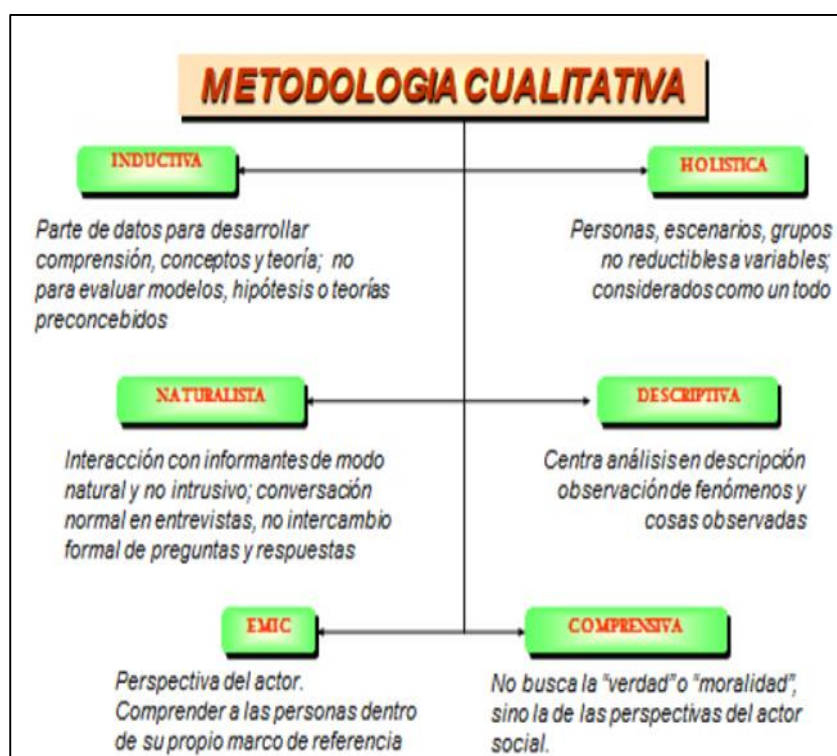 METODOLOGIA CUALITATIVA
INDUCTIVA
Parte de datos para desarrollar
comprensión, conceptos y teoría; no
para evaluar modelos, hipótesis o teorías
preconcebidos
HOLISTICA
Personas, escenarios, grupos
no reductibles a variables;
considerados como un todo
NATURALISTA
Interacción con informantes de modo
natural y no intrusivo; conversación
normal en entrevistas, no intercambio
formal de preguntas y respuestas
DESCRIPTIVA
Centra análisis en descripción
observación de fenómenos y
cosas observadas
EMIC
Perspectiva del actor.
Comprender a las personas dentro
de su propio marco de referencia
COMPRENSIVA
No busca la "verdad" o "moralidad",
sino la de las perspectivas del actor
social.